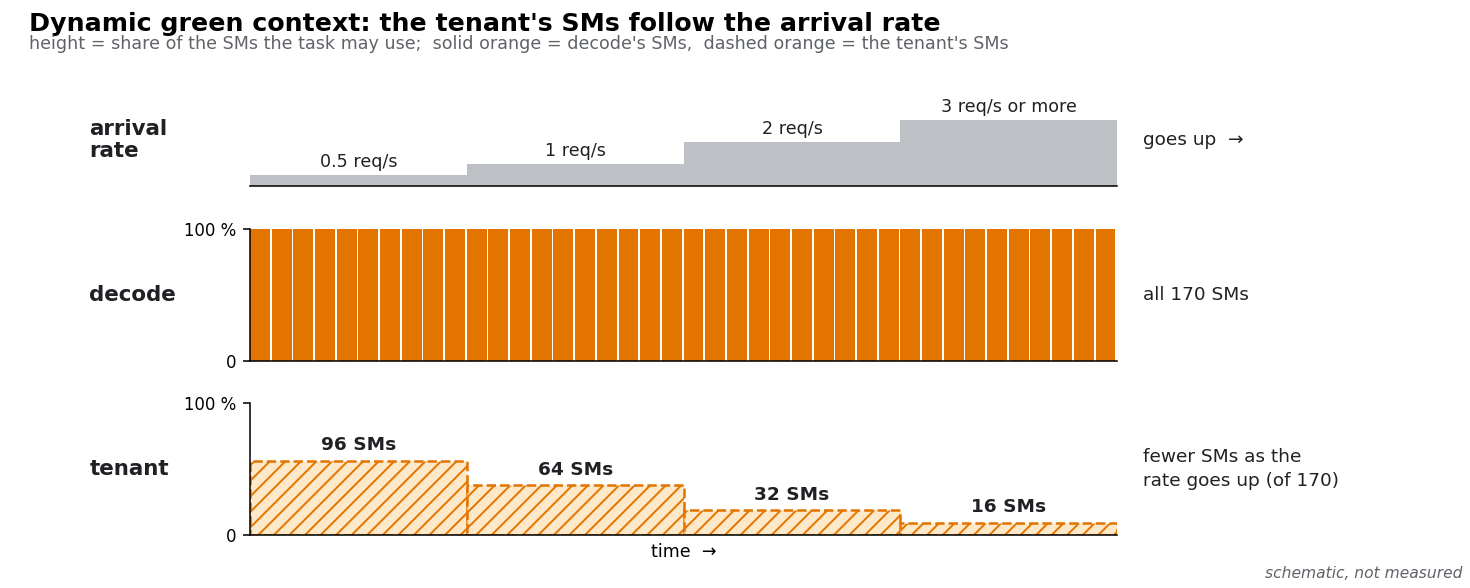 Dynamic green context: the tenant's SMs follow the arrival rate
height = share of the SMs the task may use;  solid orange = decode's SMs,  dashed orange = the tenant's SMs
arrival
rate
0.5 req/s
1 req/s
2 req/s
3 req/s or more
goes up →
100 %
decode
0
all 170 SMs
100 %
tenant
0
96 SMs
64 SMs
32 SMs
16 SMs
fewer SMs as the
rate goes up (of 170)
time →
schematic, not measured